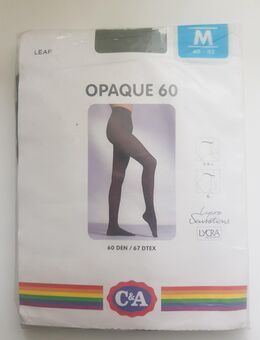 LEAF
M
OPAQUE 60
Lycra
Sensations
LYCRA
60 DEN / 67 DTEX
C&A